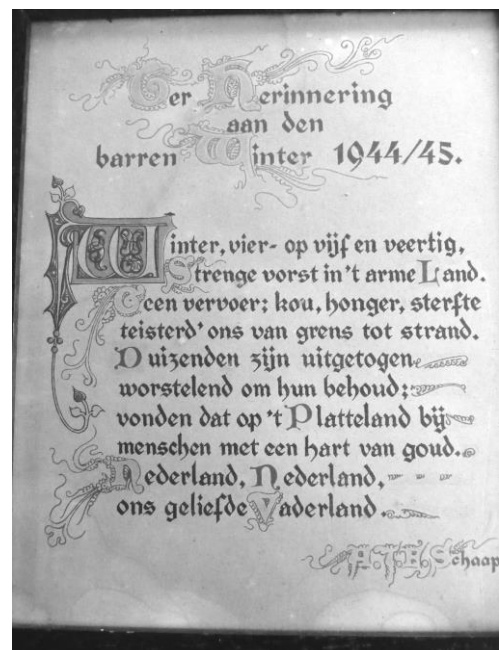 Ter Herinnering
aan den
barren Winter 1944/45.
Winter, vier- op vijf en veertig,
Strenge vorst in 't arme Land.
Geen vervoer; kou, honger, sterfte
teisterd' ons van grens tot strand.
Duizenden zijn uitgetogen
worstelend om hun behoud;
vonden dat op 't Platteland bij
menschen met een hart van goud.
Nederland, Nederland,
ons geliefde Vaderland.
A.T.B. Schaap